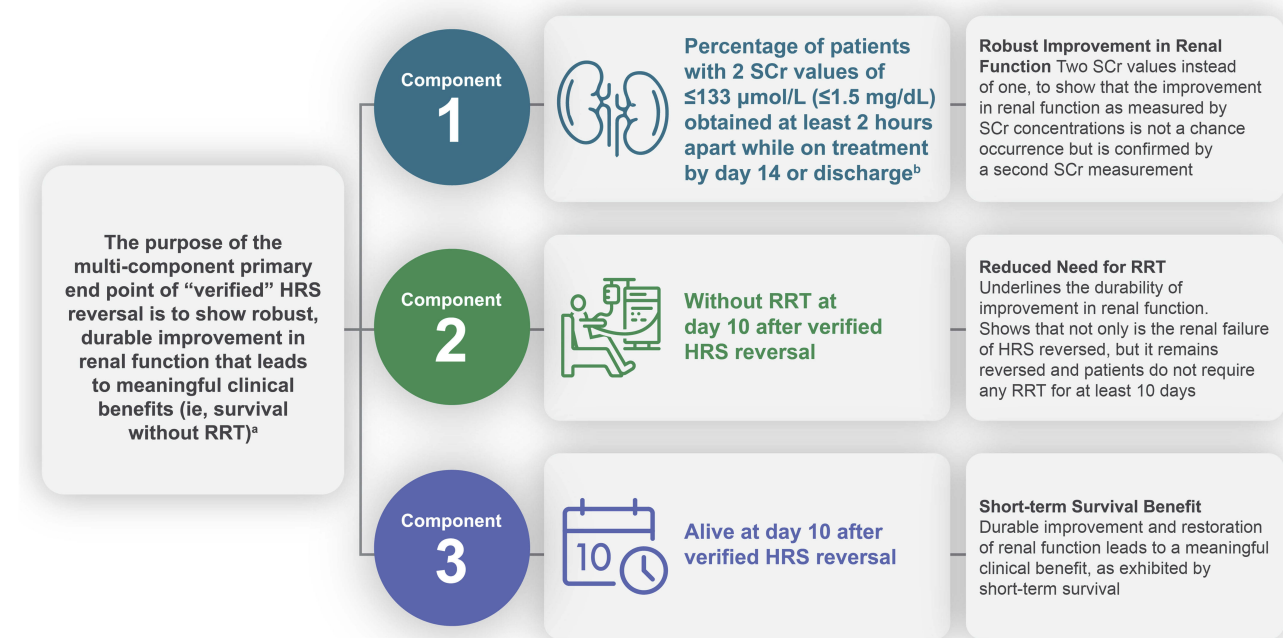 The purpose of the
multi-component primary
end point of “verified” HRS
reversal is to show robust,
durable improvement in
renal function that leads
to meaningful clinical
benefits (ie, survival
without RRT)ᵃ
Component
1
Percentage of patients
with 2 SCr values of
≤133 µmol/L (≤1.5 mg/dL)
obtained at least 2 hours
apart while on treatment
by day 14 or dischargeᵇ
Robust Improvement in Renal
Function Two SCr values instead
of one, to show that the improvement
in renal function as measured by
SCr concentrations is not a chance
occurrence but is confirmed by
a second SCr measurement
Component
2
Without RRT at
day 10 after verified
HRS reversal
Reduced Need for RRT
Underlines the durability of
improvement in renal function.
Shows that not only is the renal failure
of HRS reversed, but it remains
reversed and patients do not require
any RRT for at least 10 days
Component
3
10
Alive at day 10 after
verified HRS reversal
Short-term Survival Benefit
Durable improvement and restoration
of renal function leads to a meaningful
clinical benefit, as exhibited by
short-term survival